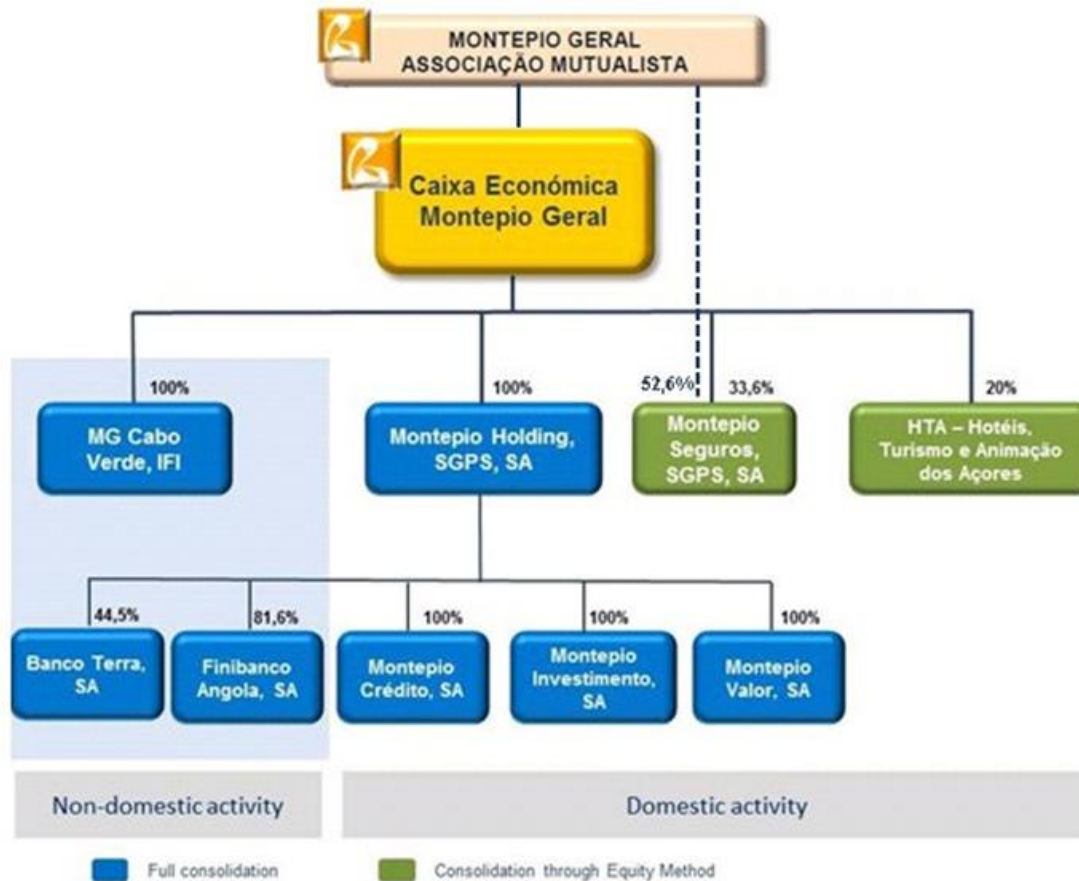 MONTEPIO GERAL
ASSOCIAÇÃO MUTUALISTA
Caixa Económica
Montepio Geral
100%
100%
52,6%
33,6%
20%
MG Cabo
Verde, IFI
Montepio Holding,
SGPS, SA
Montepio
Seguros,
SGPS, SA
HTA – Hotéis,
Turismo e Animação
dos Açores
44,5%
81,6%
100%
100%
100%
Banco Terra,
SA
Finibanco
Angola, SA
Montepio
Crédito, SA
Montepio
Investimento,
SA
Montepio
Valor, SA
Non-domestic activity
Domestic activity
Full consolidation
Consolidation through Equity Method